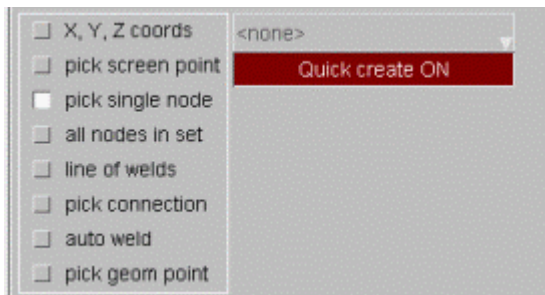 X, Y, Z coords
pick screen point
pick single node
all nodes in set
line of welds
pick connection
auto weld
pick geom point
<none>
Quick create ON